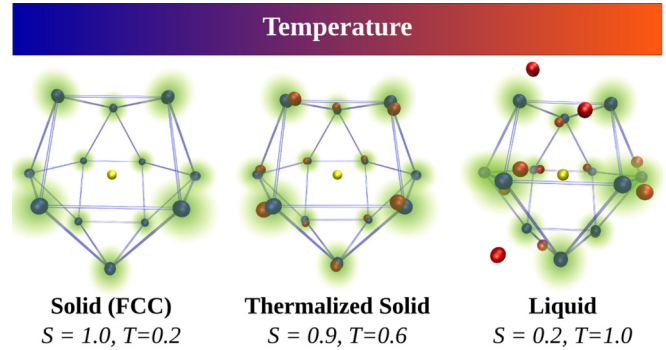 Temperature
Solid (FCC)
S = 1.0, T=0.2
Thermalized Solid
S = 0.9, T=0.6
Liquid
S = 0.2, T=1.0